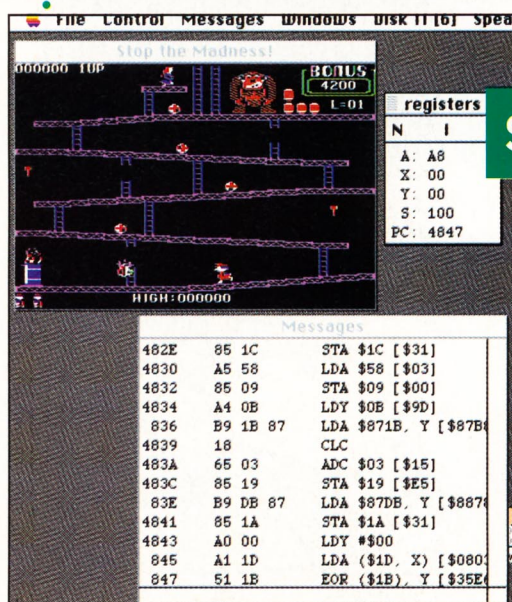 File Control Messages Windows Disk II [6] Spea
Stop the Madness!
000000 1UP
BONUS
4200
L=01
HIGH:000000
registers
N I
A: A8
X: 00
Y: 00
S: 100
PC: 4847
S
Messages
482E 85 1C STA $1C [$31]
4830 A5 58 LDA $58 [$03]
4832 85 09 STA $09 [$00]
4834 A4 0B LDY $0B [$9D]
836 B9 1B 87 LDA $871B, Y [$87B8
4839 18 CLC
483A 65 03 ADC $03 [$15]
483C 85 19 STA $19 [$E5]
83E B9 DB 87 LDA $87DB, Y [$8878
4841 85 1A STA $1A [$31]
4843 A0 00 LDY #$00
845 A1 1D LDA ($1D, X) [$080
847 51 1B EOR ($1B), Y [$35E